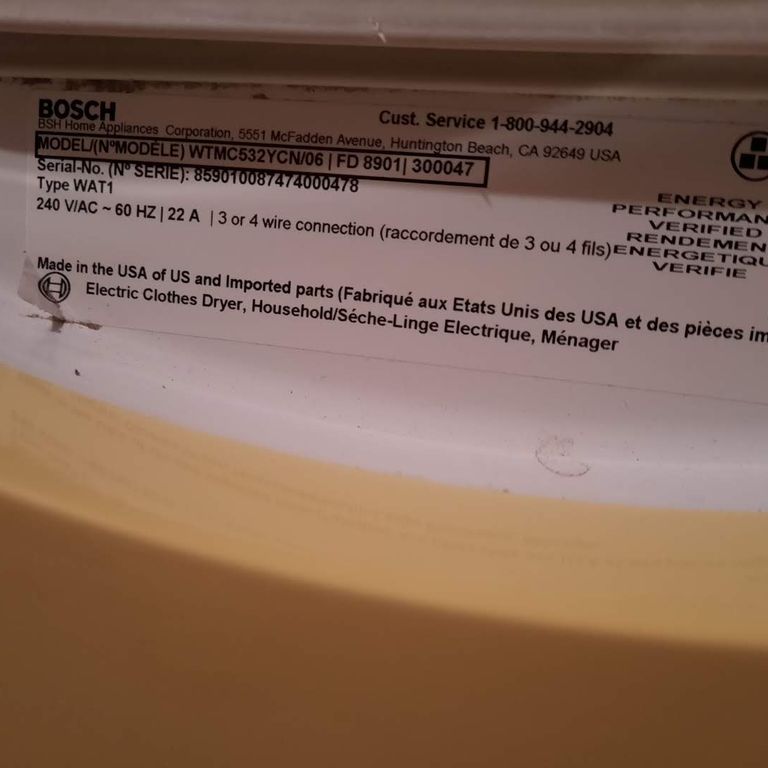 BOSCH
Cust. Service 1-800-944-2904
BSH Home Appliances Corporation, 5551 McFadden Avenue, Huntington Beach, CA 92649 USA
MODEL/(NºMODÈLE) WTMC532YCN/06 | FD 8901| 300047
Serial-No. (Nº SERIE): 859010087474000478
Type WAT1
240 V/AC ~ 60 HZ | 22 A | 3 or 4 wire connection (raccordement de 3 ou 4 fils)
ENERGY
PERFORMAN
VERIFIED
RENDEMEN
ENERGETIQU
VERIFIE
Made in the USA of US and Imported parts (Fabriqué aux Etats Unis des USA et des pièces im
Electric Clothes Dryer, Household/Séche-Linge Electrique, Ménager